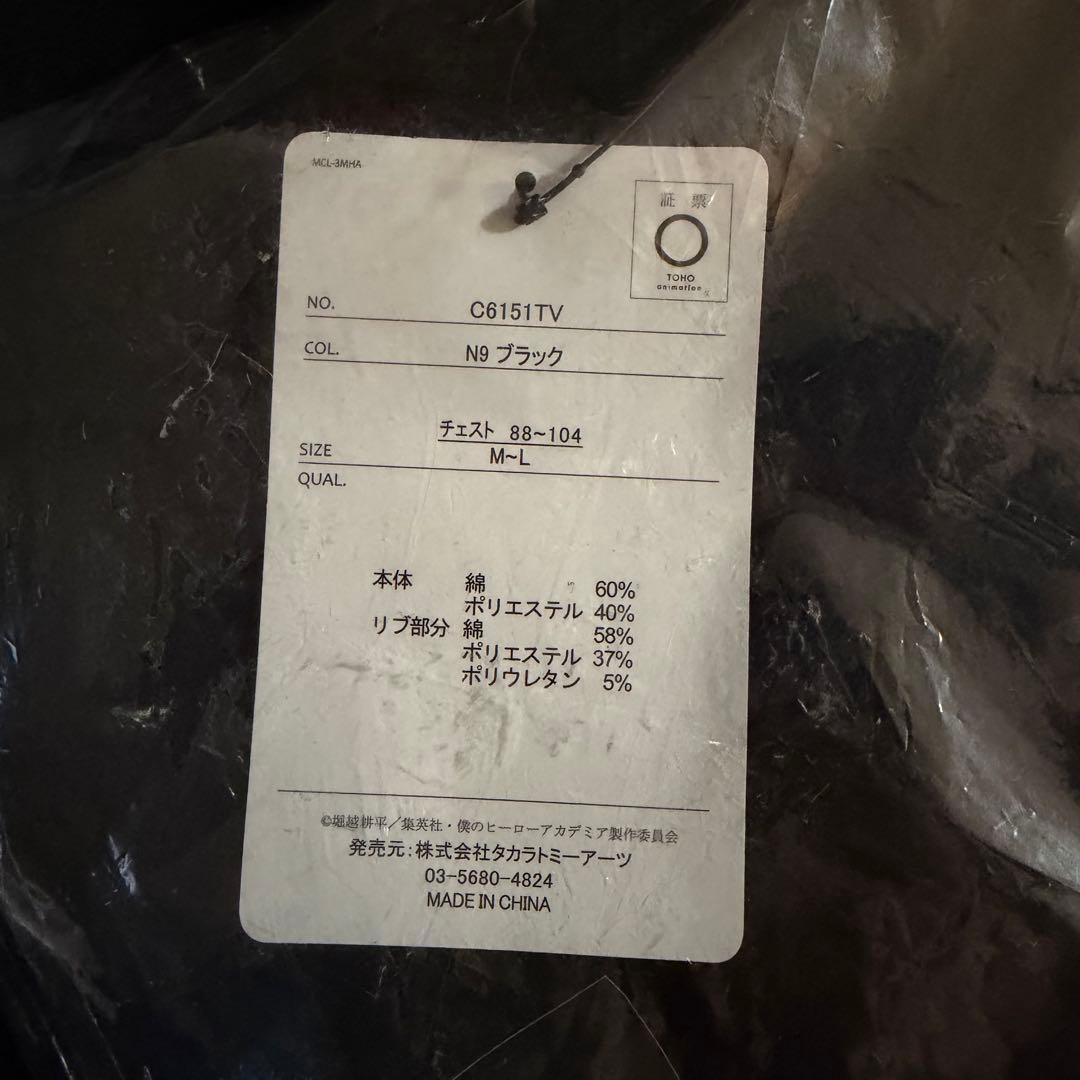 MCL-3MHA
証 票
TOHO
animation
NO. C6151TV
COL. N9 ブラック
チェスト 88~104
SIZE M~L
QUAL.
本体 綿 60%
ポリエステル 40%
リブ部分 綿 58%
ポリエステル 37%
ポリウレタン 5%
©堀越耕平/集英社・僕のヒーローアカデミア製作委員会
発売元:株式会社タカラトミーアーツ
03-5680-4824
MADE IN CHINA